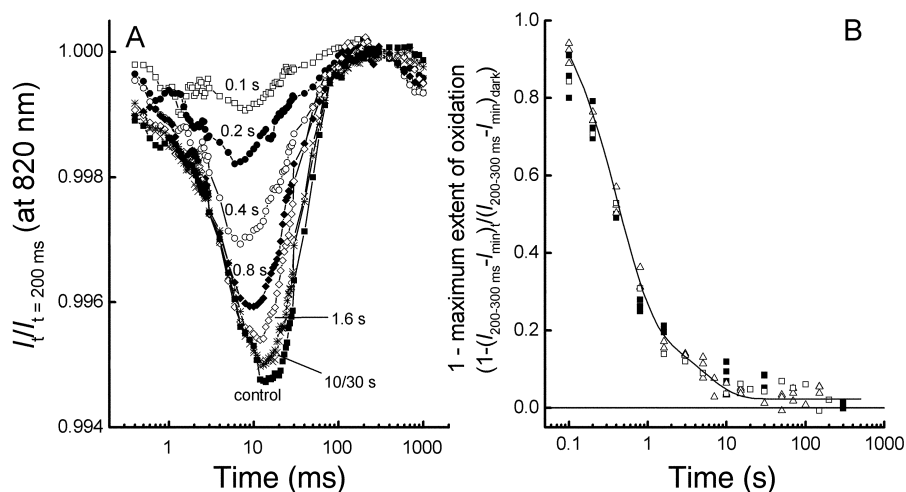 A
I_t/I_t = 200 ms (at 820 nm)
1.000
0.998
0.996
0.994
0.1 s
0.2 s
0.4 s
0.8 s
1.6 s
10/30 s
control
1
10
100
1000
Time (ms)
B
1 - maximum extent of oxidation
(1-(I_200-300 ms-I_min)_t/(I_200-300 ms-I_min)_dark)
1.0
0.8
0.6
0.4
0.2
0.0
0.1
1
10
100
1000
Time (s)